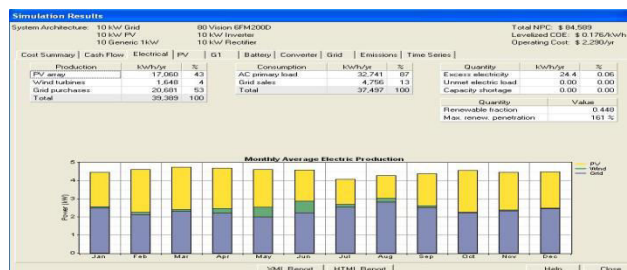 Simulation Results
System Architecture: 10 kW Grid 80 Vision 6FM200D Total NPC: $ 84,589
10 kW PV 10 kW Inverter Levelized COE: $ 0.176/kWh
10 Generic 1kW 10 kW Rectifier Operating Cost: $ 2,290/yr
Cost Summary Cash Flow Electrical PV G1 Battery Converter Grid Emissions Time Series
Production kWh/yr %
PV array 17,060 43
Wind turbines 1,648 4
Grid purchases 20,681 53
Total 39,389 100
Consumption kWh/yr %
AC primary load 32,741 87
Grid sales 4,756 13
Total 37,497 100
Quantity kWh/yr %
Excess electricity 24.4 0.06
Unmet electric load 0.00 0.00
Capacity shortage 0.00 0.00
Quantity Value
Renewable fraction 0.448
Max. renew. penetration 161 %
Monthly Average Electric Production
Power (kW)
5
4
3
2
1
0
Jan Feb Mar Apr May Jun Jul Aug Sep Oct Nov Dec
PV
Wind
Grid
XML Report HTML Report Help Close